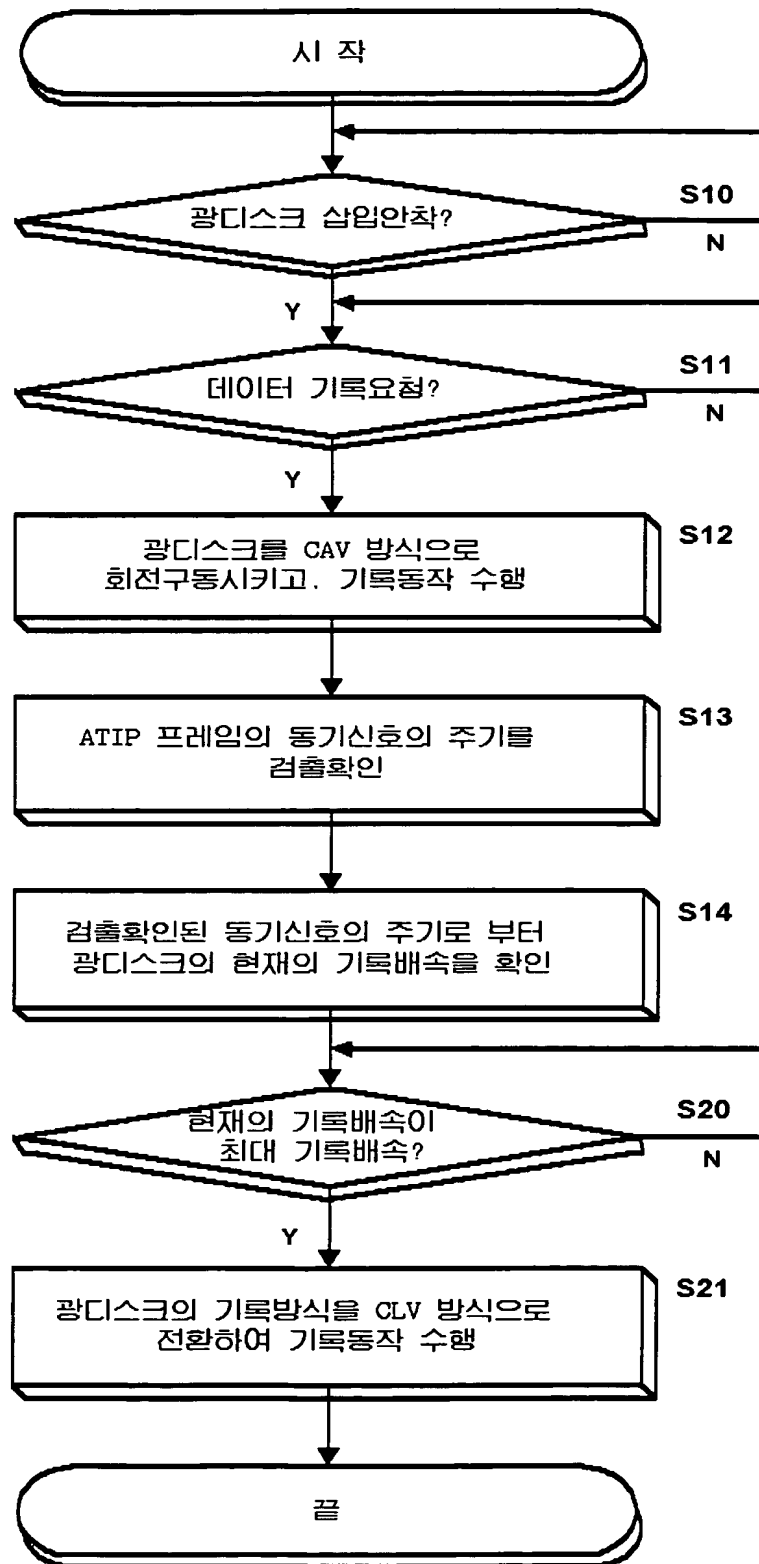 시 작
광디스크 삽입안착?
S10
N
Y
데이터 기록요청?
S11
N
Y
광디스크를 CAV 방식으로
회전구동시키고, 기록동작 수행
S12
ATIP 프레임의 동기신호의 주기를
검출확인
S13
검출확인된 동기신호의 주기로 부터
광디스크의 현재의 기록배속을 확인
S14
현재의 기록배속이
최대 기록배속?
S20
N
Y
광디스크의 기록방식을 CLV 방식으로
전환하여 기록동작 수행
S21
끝